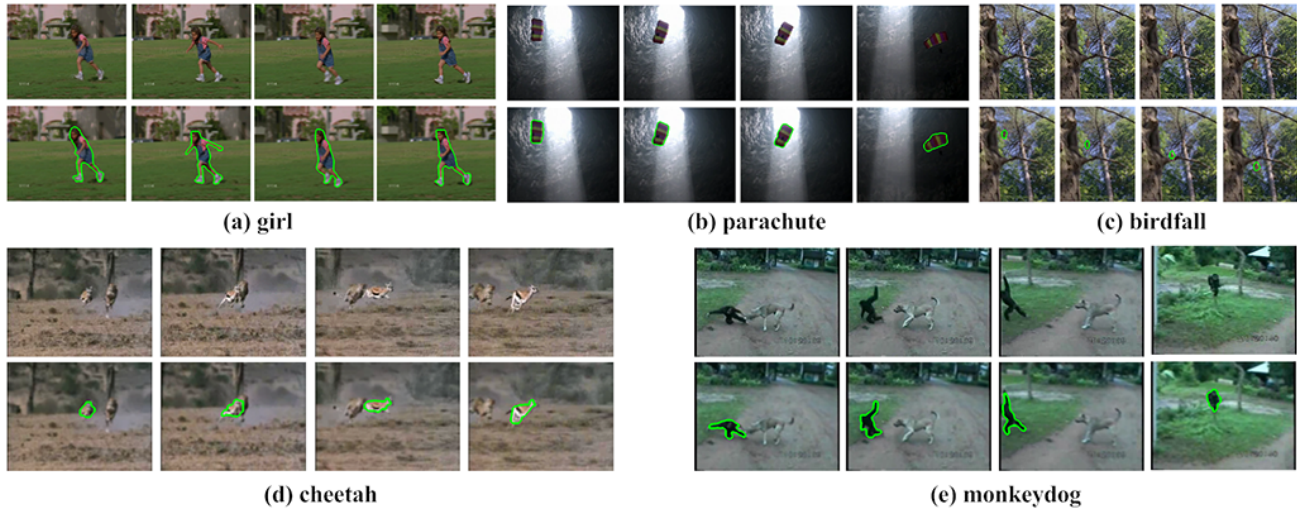 (a) girl
(b) parachute
(c) birdfall
(d) cheetah
(e) monkeydog